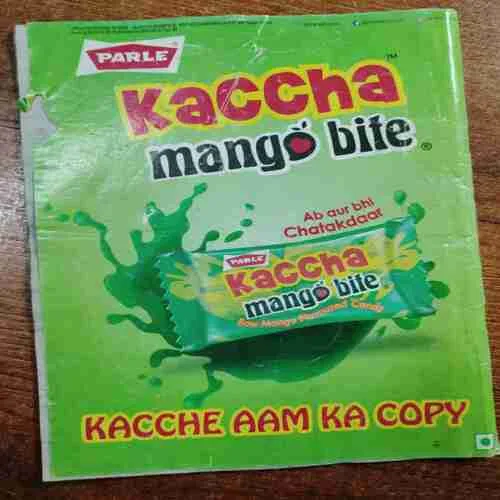 PARLE
Kaccha™
mango bite®
Ab aur bhi
Chatakdaar
PARLE
Kaccha
mango bite
Raw Mango Flavoured Candy
KACCHE AAM KA COPY